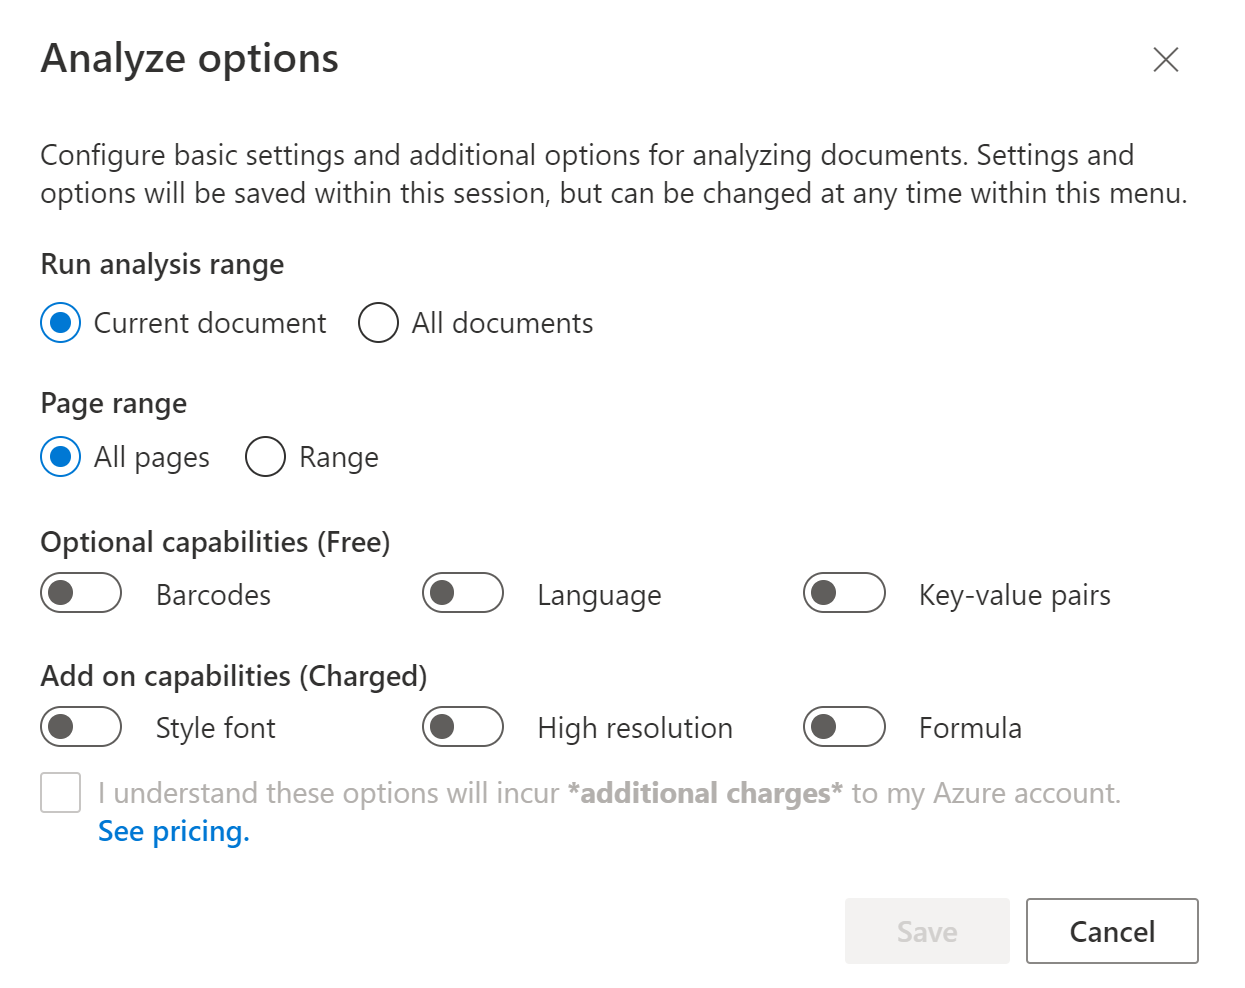 Analyze options
Configure basic settings and additional options for analyzing documents. Settings and
options will be saved within this session, but can be changed at any time within this menu.
Run analysis range
Current document All documents
Page range
All pages Range
Optional capabilities (Free)
Barcodes Language Key-value pairs
Add on capabilities (Charged)
Style font High resolution Formula
I understand these options will incur *additional charges* to my Azure account.
See pricing.
Save Cancel